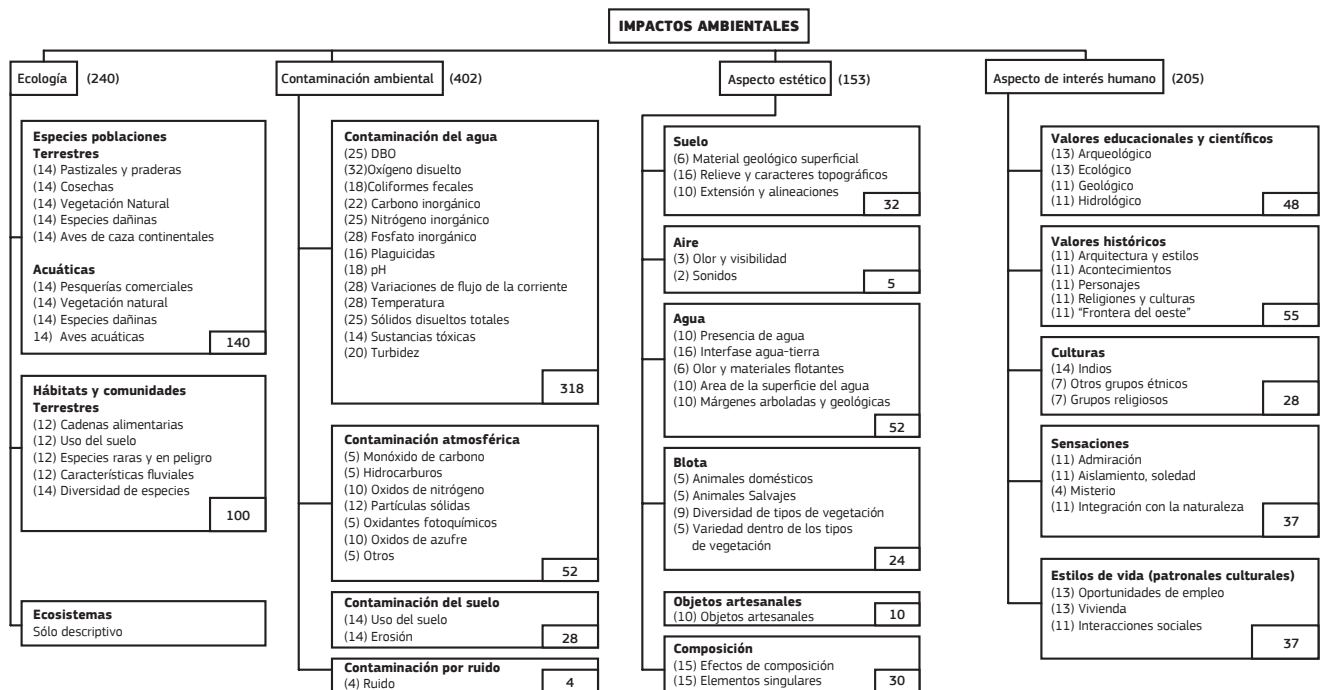 IMPACTOS AMBIENTALES
Ecología (240)
Especies poblaciones
Terrestres
(14) Pastizales y praderas
(14) Cosechas
(14) Vegetación Natural
(14) Especies dañinas
(14) Aves de caza continentales
Acuáticas
(14) Pesquerías comerciales
(14) Vegetación natural
(14) Especies dañinas
14) Aves acuáticas
140
Hábitats y comunidades
Terrestres
(12) Cadenas alimentarias
(12) Uso del suelo
(12) Especies raras y en peligro
(12) Características fluviales
(14) Diversidad de especies
100
Ecosistemas
Sólo descriptivo
Contaminación ambiental (402)
Contaminación del agua
(25) DBO
(32)Oxígeno disuelto
(18)Coliformes fecales
(22) Carbono inorgánico
(25) Nitrógeno inorgánico
(28) Fosfato inorgánico
(16) Plaguicidas
(18) pH
(28) Variaciones de flujo de la corriente
(28) Temperatura
(25) Sólidos disueltos totales
(14) Sustancias tóxicas
(20) Turbidez
318
Contaminación atmosférica
(5) Monóxido de carbono
(5) Hidrocarburos
(10) Oxidos de nitrógeno
(12) Partículas sólidas
(5) Oxidantes fotoquímicos
(10) Oxidos de azufre
(5) Otros
52
Contaminación del suelo
(14) Uso del suelo
(14) Erosión
28
Contaminación por ruido
(4) Ruido
4
Aspecto estético (153)
Suelo
(6) Material geológico superficial
(16) Relieve y caracteres topográficos
(10) Extensión y alineaciones
32
Aire
(3) Olor y visibilidad
(2) Sonidos
5
Agua
(10) Presencia de agua
(16) Interfase agua-tierra
(6) Olor y materiales flotantes
(10) Area de la superficie del agua
(10) Márgenes arboladas y geológicas
52
Blota
(5) Animales domésticos
(5) Animales Salvajes
(9) Diversidad de tipos de vegetación
(5) Variedad dentro de los tipos
de vegetación
24
Objetos artesanales
(10) Objetos artesanales
10
Composición
(15) Efectos de composición
(15) Elementos singulares
30
Aspecto de interés humano (205)
Valores educacionales y científicos
(13) Arqueológico
(13) Ecológico
(11) Geológico
(11) Hidrológico
48
Valores históricos
(11) Arquitectura y estilos
(11) Acontecimientos
(11) Personajes
(11) Religiones y culturas
(11) "Frontera del oeste"
55
Culturas
(14) Indios
(7) Otros grupos étnicos
(7) Grupos religiosos
28
Sensaciones
(11) Admiración
(11) Aislamiento, soledad
(4) Misterio
(11) Integración con la naturaleza
37
Estilos de vida (patronales culturales)
(13) Oportunidades de empleo
(13) Vivienda
(11) Interacciones sociales
37